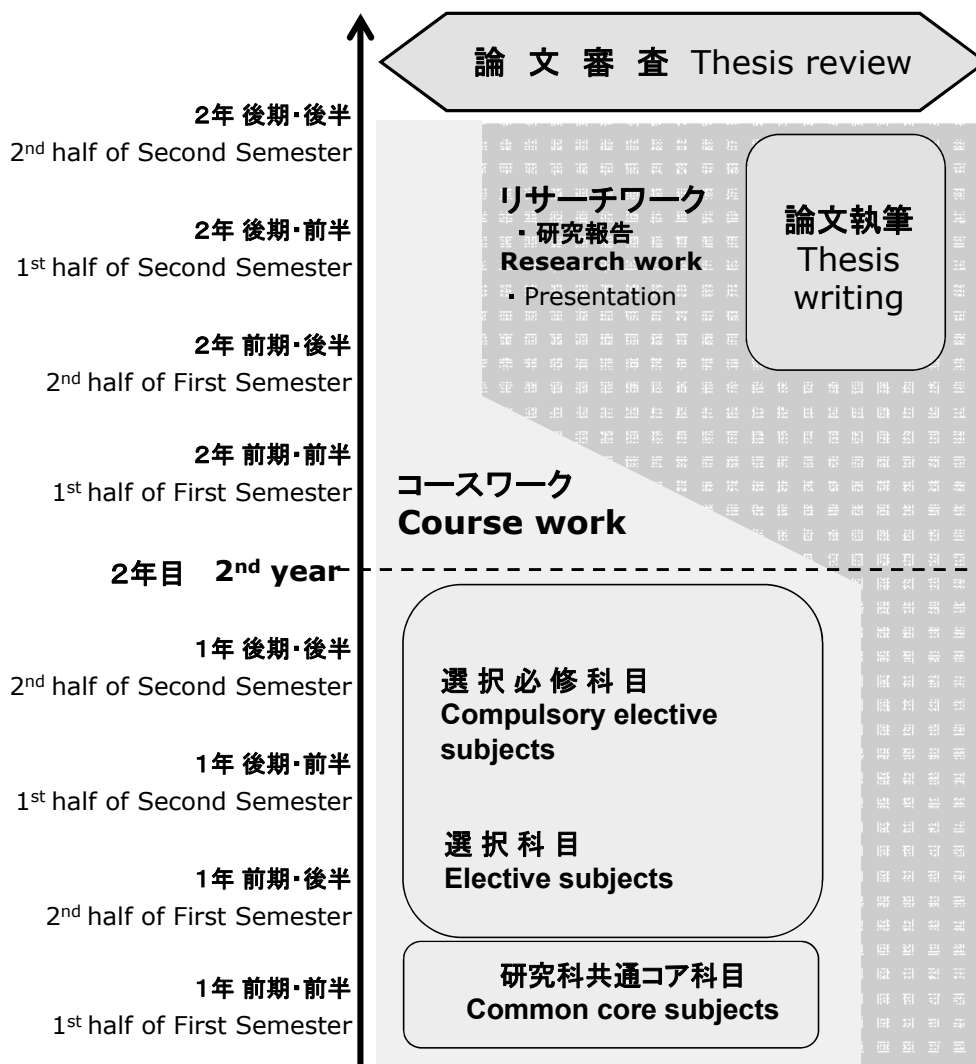 論 文 審 査 Thesis review
2年 後期・後半
2nd half of Second Semester
リサーチワーク
・研究報告
Research work
・Presentation
論文執筆
Thesis
writing
2年 後期・前半
1st half of Second Semester
2年 前期・後半
2nd half of First Semester
2年 前期・前半
1st half of First Semester
コースワーク
Course work
2年目 2nd year
1年 後期・後半
2nd half of Second Semester
選 択 必 修 科 目
Compulsory elective
subjects
1年 後期・前半
1st half of Second Semester
選 択 科 目
Elective subjects
1年 前期・後半
2nd half of First Semester
研究科共通コア科目
Common core subjects
1年 前期・前半
1st half of First Semester